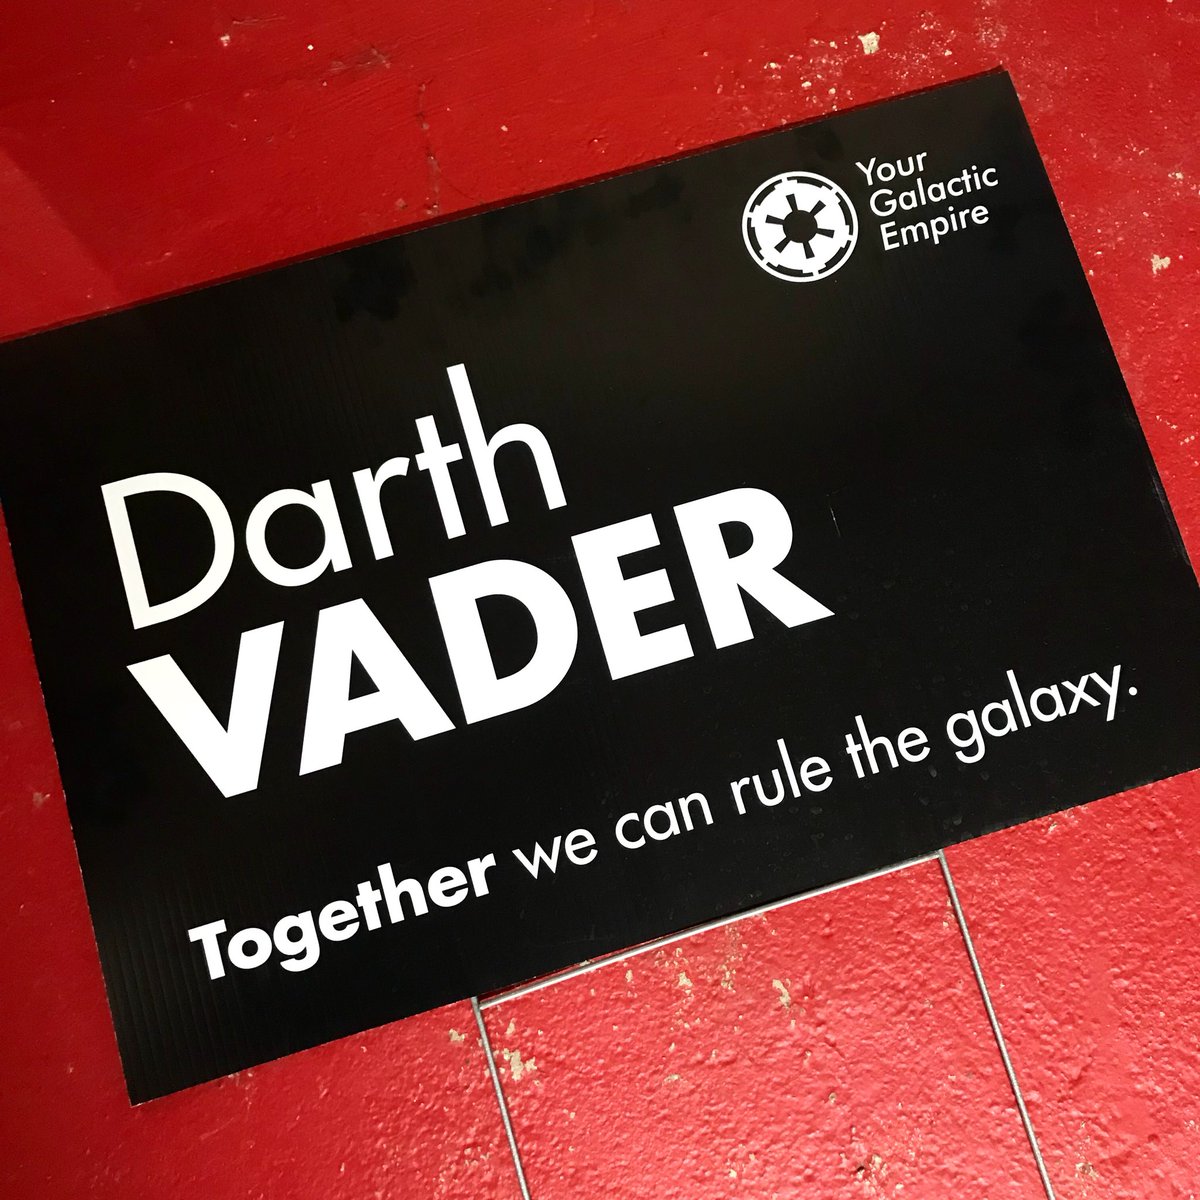 Your
Galactic
Empire
Darth
VADER
Together we can rule the galaxy.